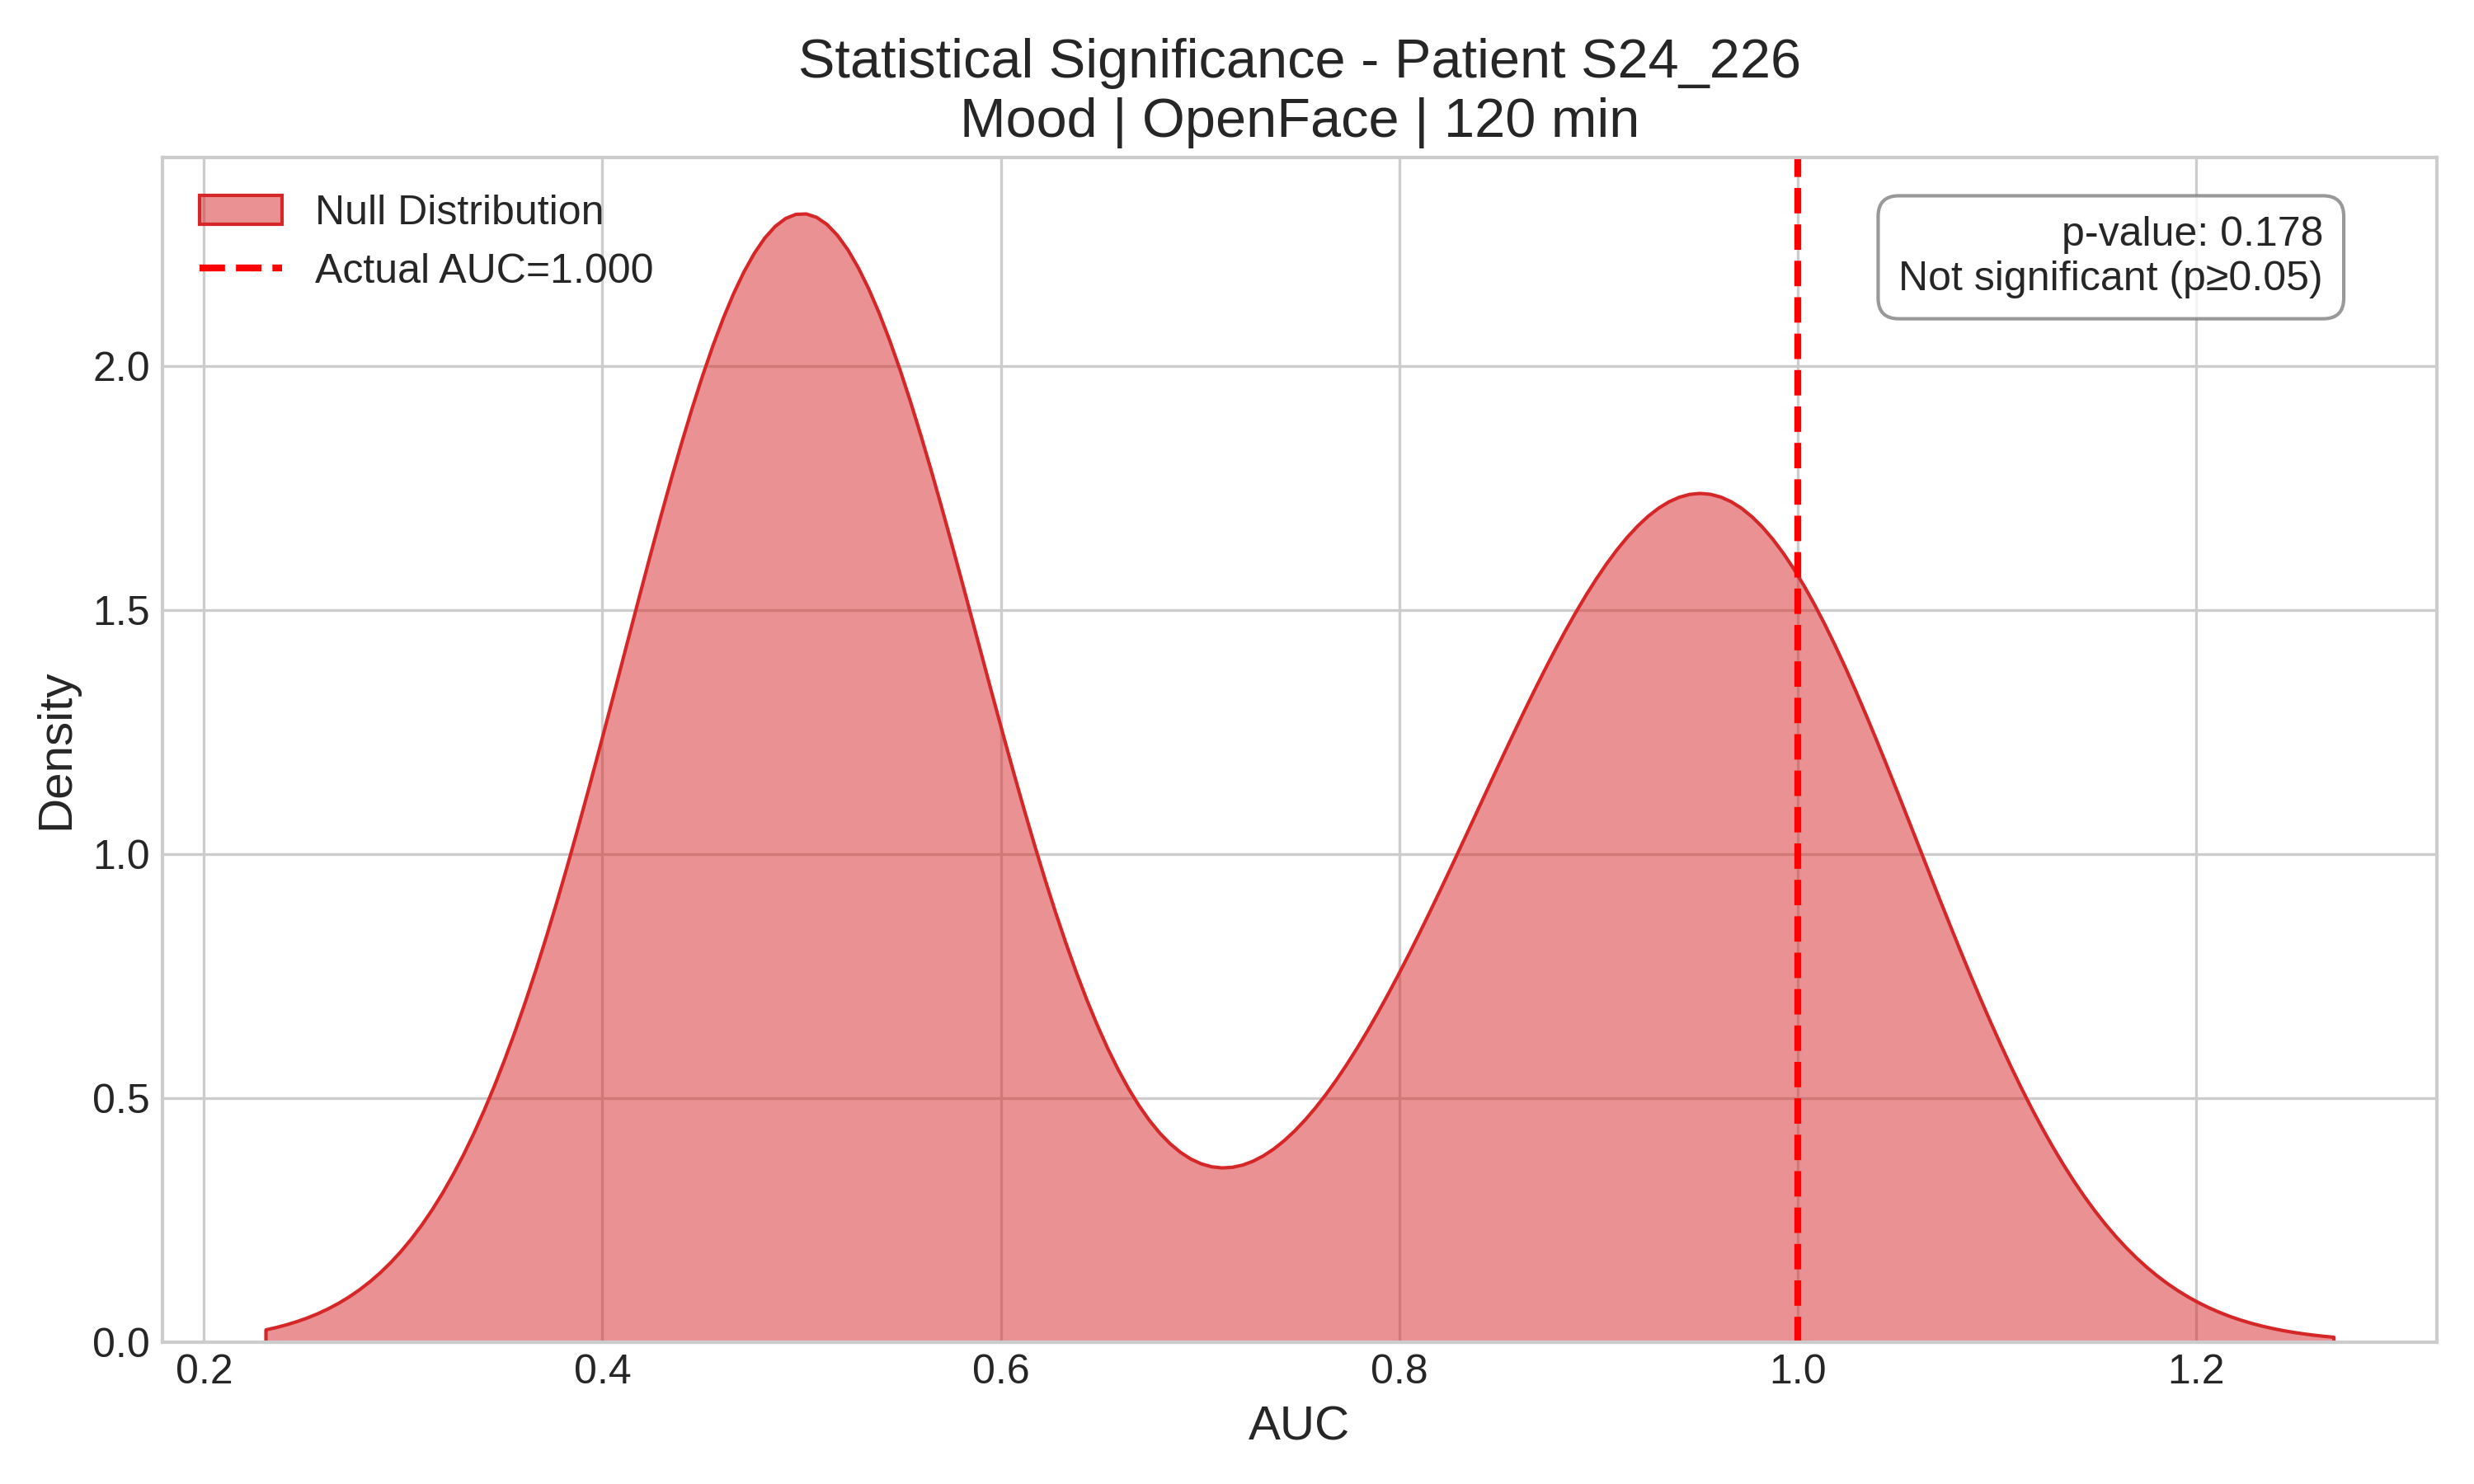 Statistical Significance - Patient S24_226
Mood | OpenFace | 120 min
Null Distribution
Actual AUC=1.000
p-value: 0.178
Not significant (p≥0.05)
Density
2.0
1.5
1.0
0.5
0.0
0.2
0.4
0.6
0.8
1.0
1.2
AUC